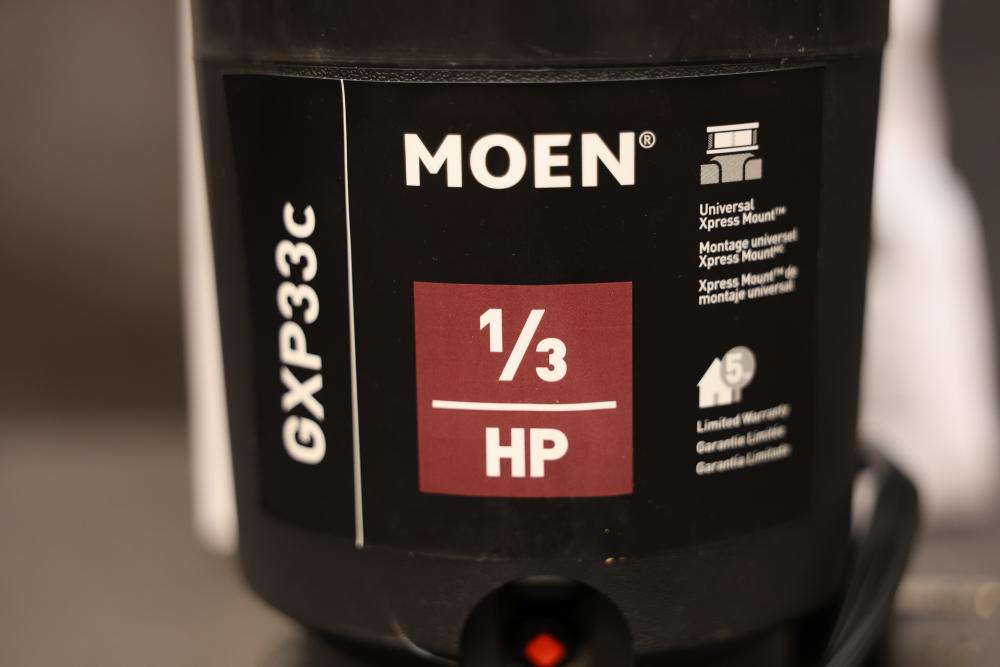 GXP33c
MOEN®
1/3
HP
Universal
Xpress Mount™
Montage universel
Xpress Mount
Xpress Mount™ de
montaje universal
5
Limited Warranty
Garantie Limitée
Garantía Limitada